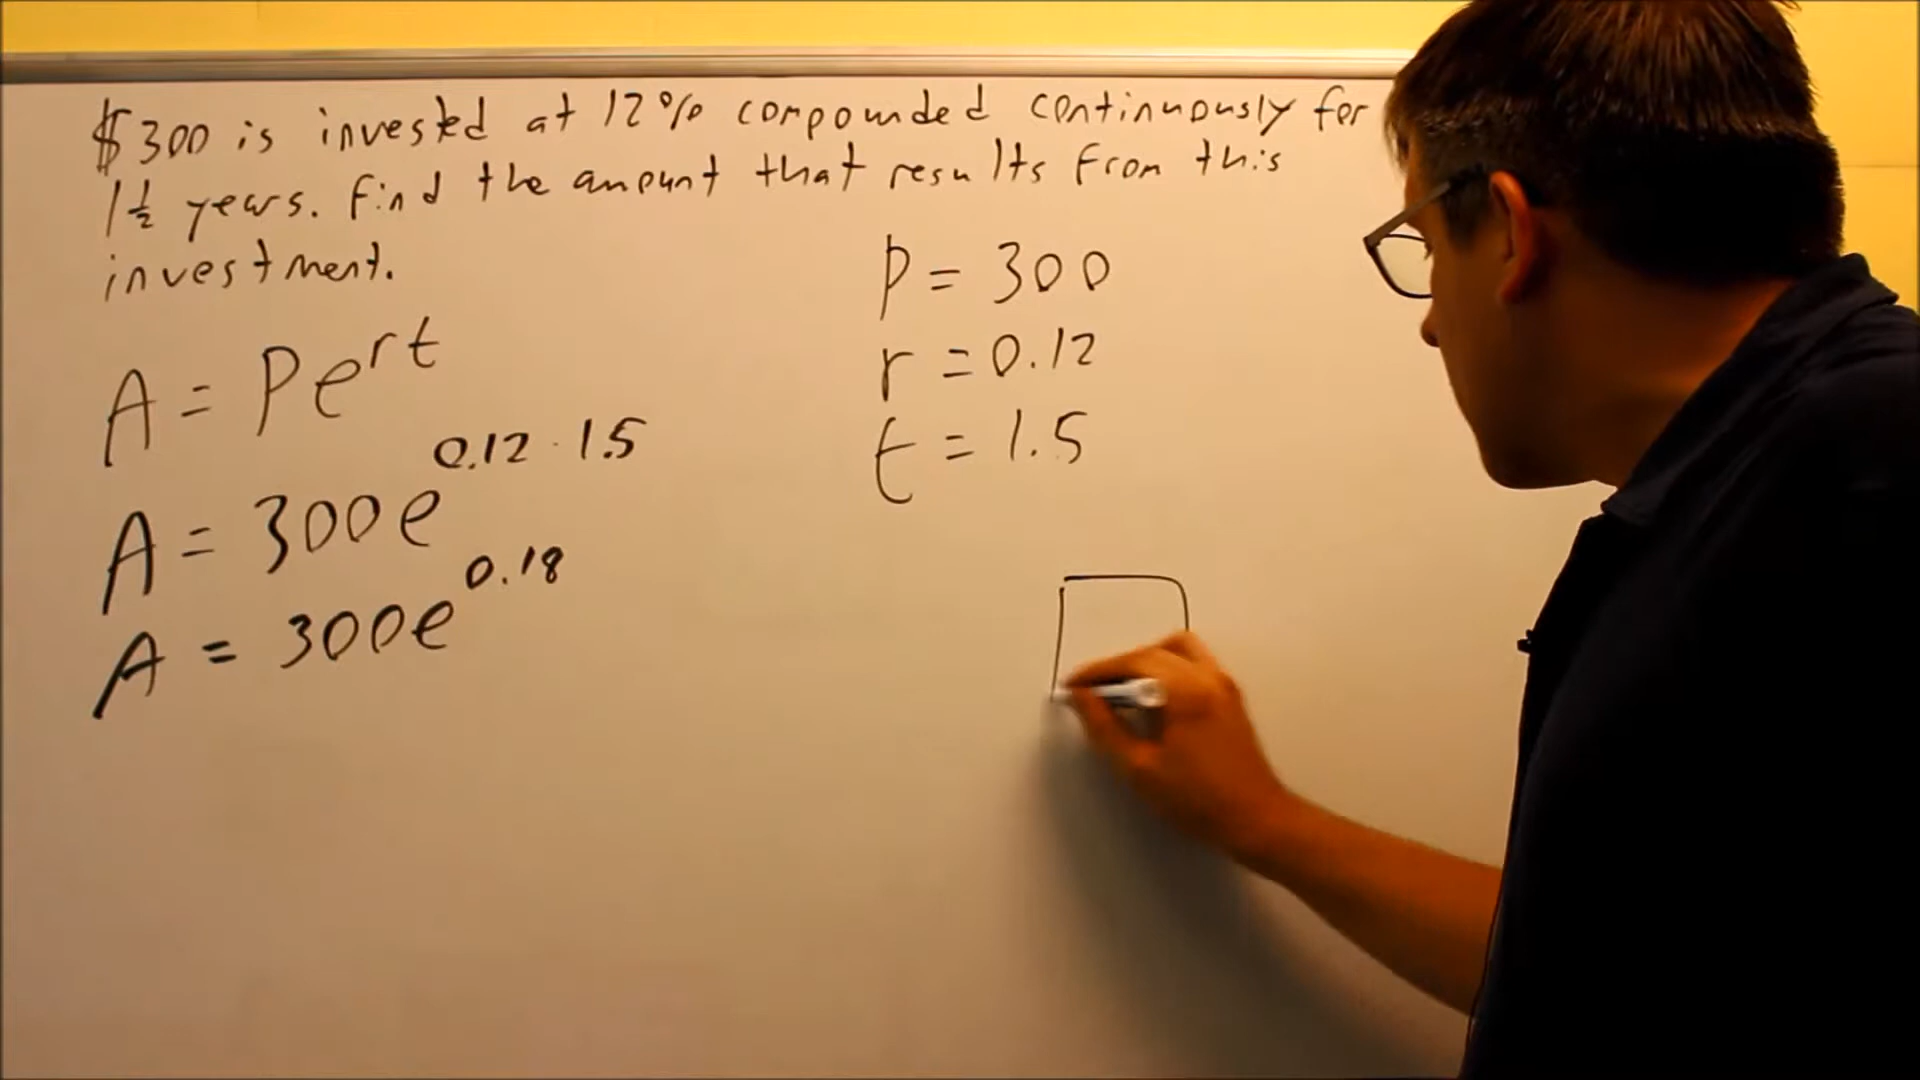 $300 is invested at 12% compounded continuously for
1½ years. Find the amount that results from this
investment.
P = 300
r = 0.12
t = 1.5
A = Pe^rt
A = 300e^0.12 · 1.5
A = 300e^0.18